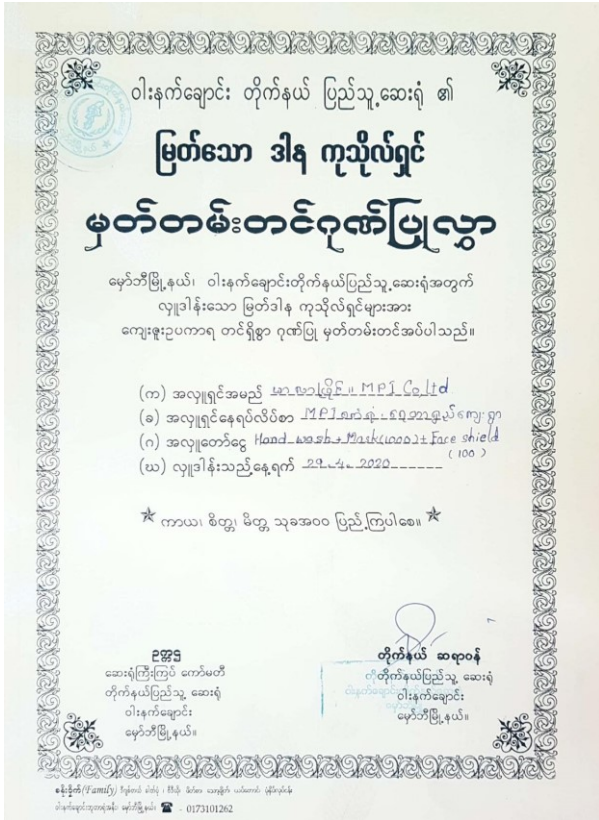 ဝါးနက်ချောင်း တိုက်နယ် ပြည်သူ့ဆေးရုံ ၏
မြတ်သော ဒါန ကုသိုလ်ရှင်
မှတ်တမ်းတင်ဂုဏ်ပြုလွှာ
မှော်ဘီမြို့နယ်၊ ဝါးနက်ချောင်းတိုက်နယ်ပြည်သူ့ဆေးရုံအတွက်
လှူဒါန်းသော မြတ်ဒါန ကုသိုလ်ရှင်များအား
ကျေးဇူးဥပကာရ တင်ရှိစွာ ဂုဏ်ပြု မှတ်တမ်းတင်အပ်ပါသည်။
(က) အလှူရှင်အမည် MPI Co.,ltd
(ခ) အလှူရှင်နေရပ်လိပ်စာ MPI
(ဂ) အလှူတော်ငွေ Hand wash + Mask (1000) + Face shield
(100)
(ဃ) လှူဒါန်းသည့်နေ့ရက် 29-4-2020
★ ကာယ၊ စိတ္တ၊ မိတ္တ သုခအဝဝ ပြည့်ကြပါစေ။ ★
ဥက္ကဋ္ဌ
ဆေးရုံကြီးကြပ် ကော်မတီ
တိုက်နယ်ပြည်သူ့ ဆေးရုံ
ဝါးနက်ချောင်း
မှော်ဘီမြို့နယ်။
တိုက်နယ် ဆရာဝန်
တိုက်နယ်ပြည်သူ့ ဆေးရုံ
ဝါးနက်ချောင်း
မှော်ဘီမြို့နယ်။
(Family)
မှော်ဘီမြို့နယ်။ ☎ - 0173101262